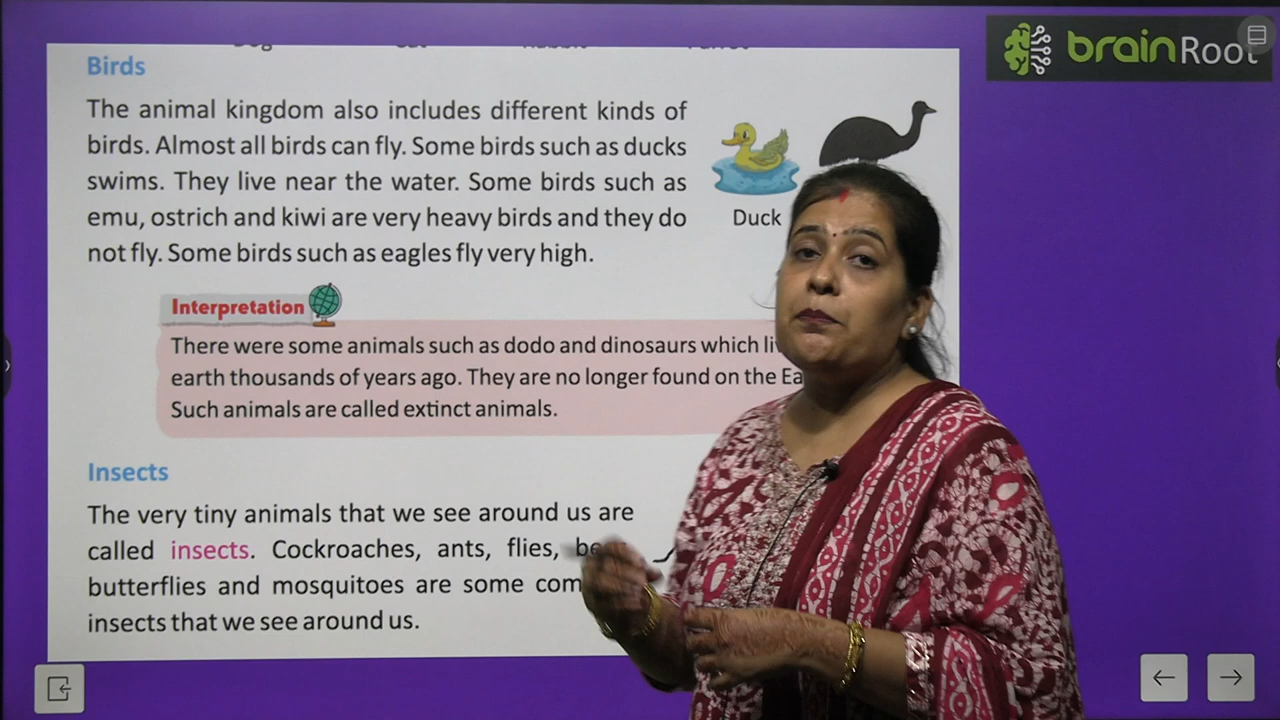 brainRoot
Birds
The animal kingdom also includes different kinds of
birds. Almost all birds can fly. Some birds such as ducks
swims. They live near the water. Some birds such as
emu, ostrich and kiwi are very heavy birds and they do
not fly. Some birds such as eagles fly very high.
Duck
Interpretation
There were some animals such as dodo and dinosaurs which
earth thousands of years ago. They are no longer found on the
Such animals are called extinct animals.
Insects
The very tiny animals that we see around us are
called insects. Cockroaches, ants, flies,
butterflies and mosquitoes are some
insects that we see around us.